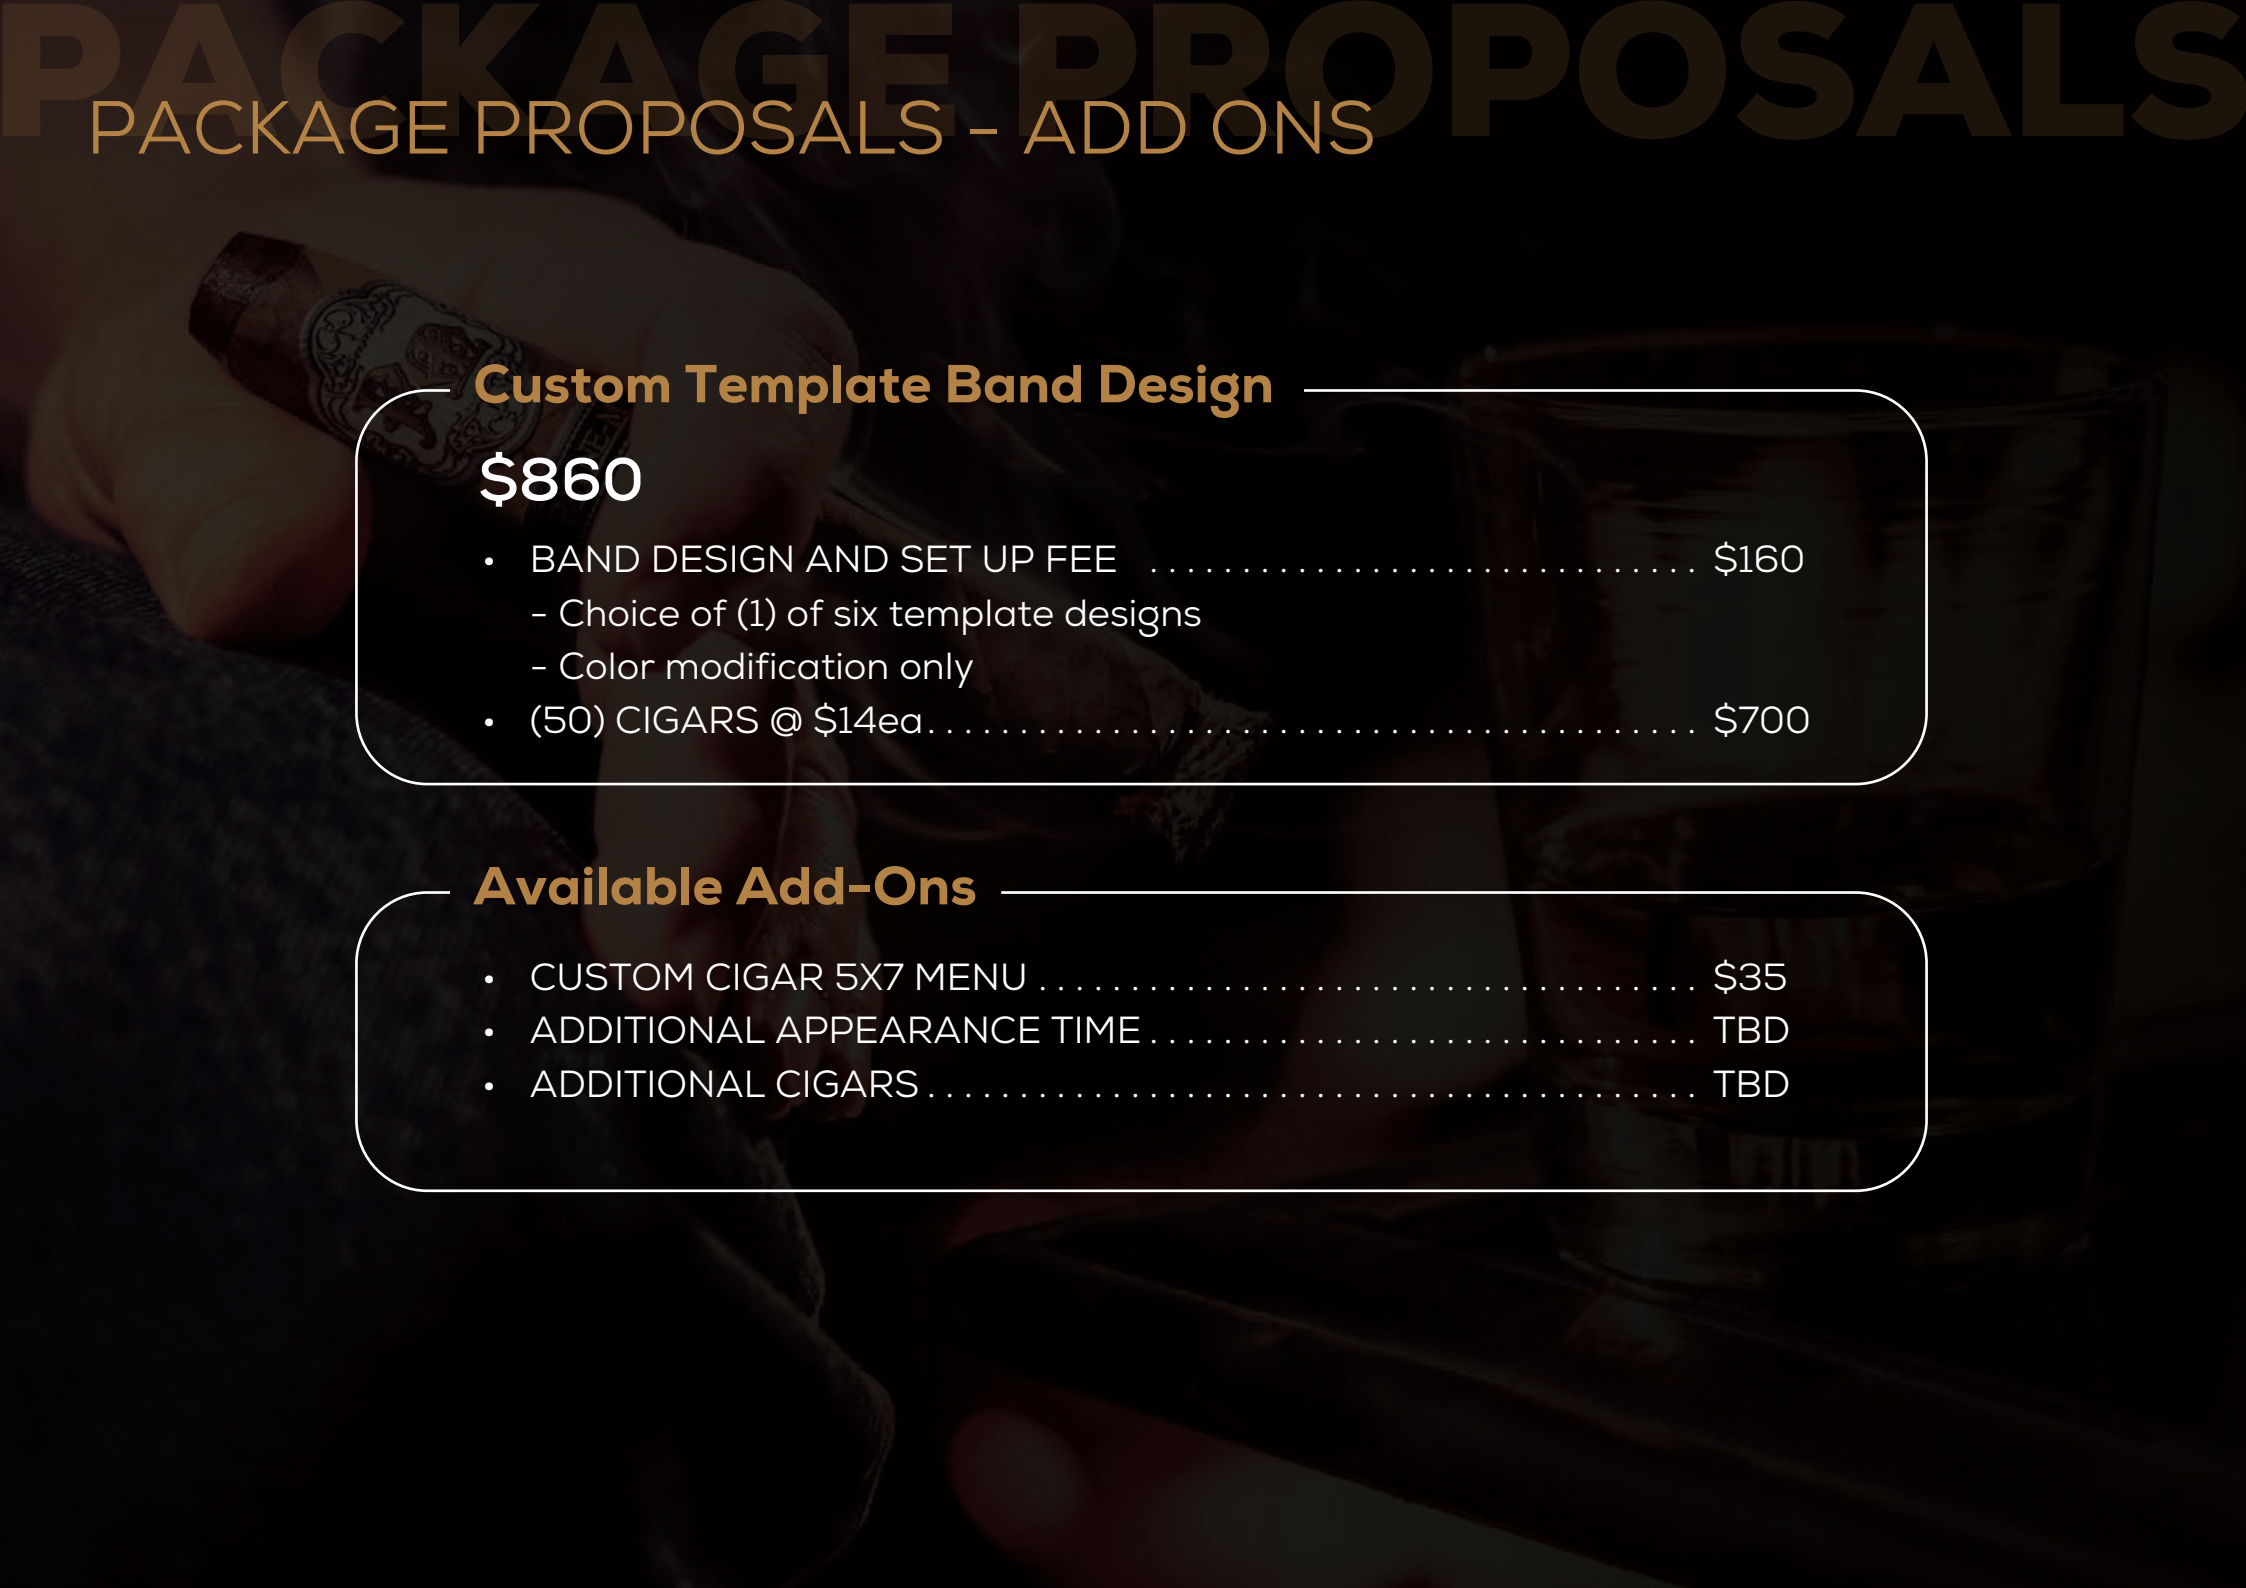 PACKAGE PROPOSALS
PACKAGE PROPOSALS - ADD ONS
Custom Template Band Design
$860
• BAND DESIGN AND SET UP FEE ............................. $160
- Choice of (1) of six template designs
- Color modification only
• (50) CIGARS @ $14ea.......................................... $700
Available Add-Ons
• CUSTOM CIGAR 5X7 MENU .................................... $35
• ADDITIONAL APPEARANCE TIME .............................. TBD
• ADDITIONAL CIGARS .......................................... TBD